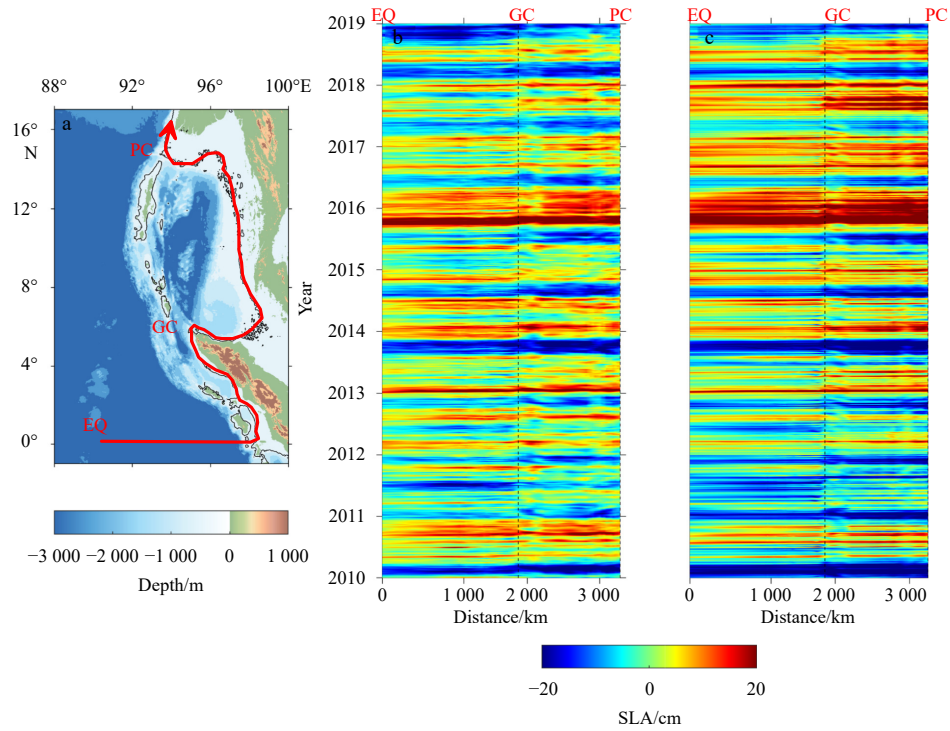 88° 92° 96° 100°E
a
16°
N
12°
8°
4°
0°
PC
GC
EQ
−3 000 −2 000 −1 000 0 1 000
Depth/m
EQ GC PC
b
2019
2018
2017
2016
2015
2014
2013
2012
2011
2010
Year
0 1 000 2 000 3 000
Distance/km
EQ GC PC
c
0 1 000 2 000 3 000
Distance/km
−20 0 20
SLA/cm